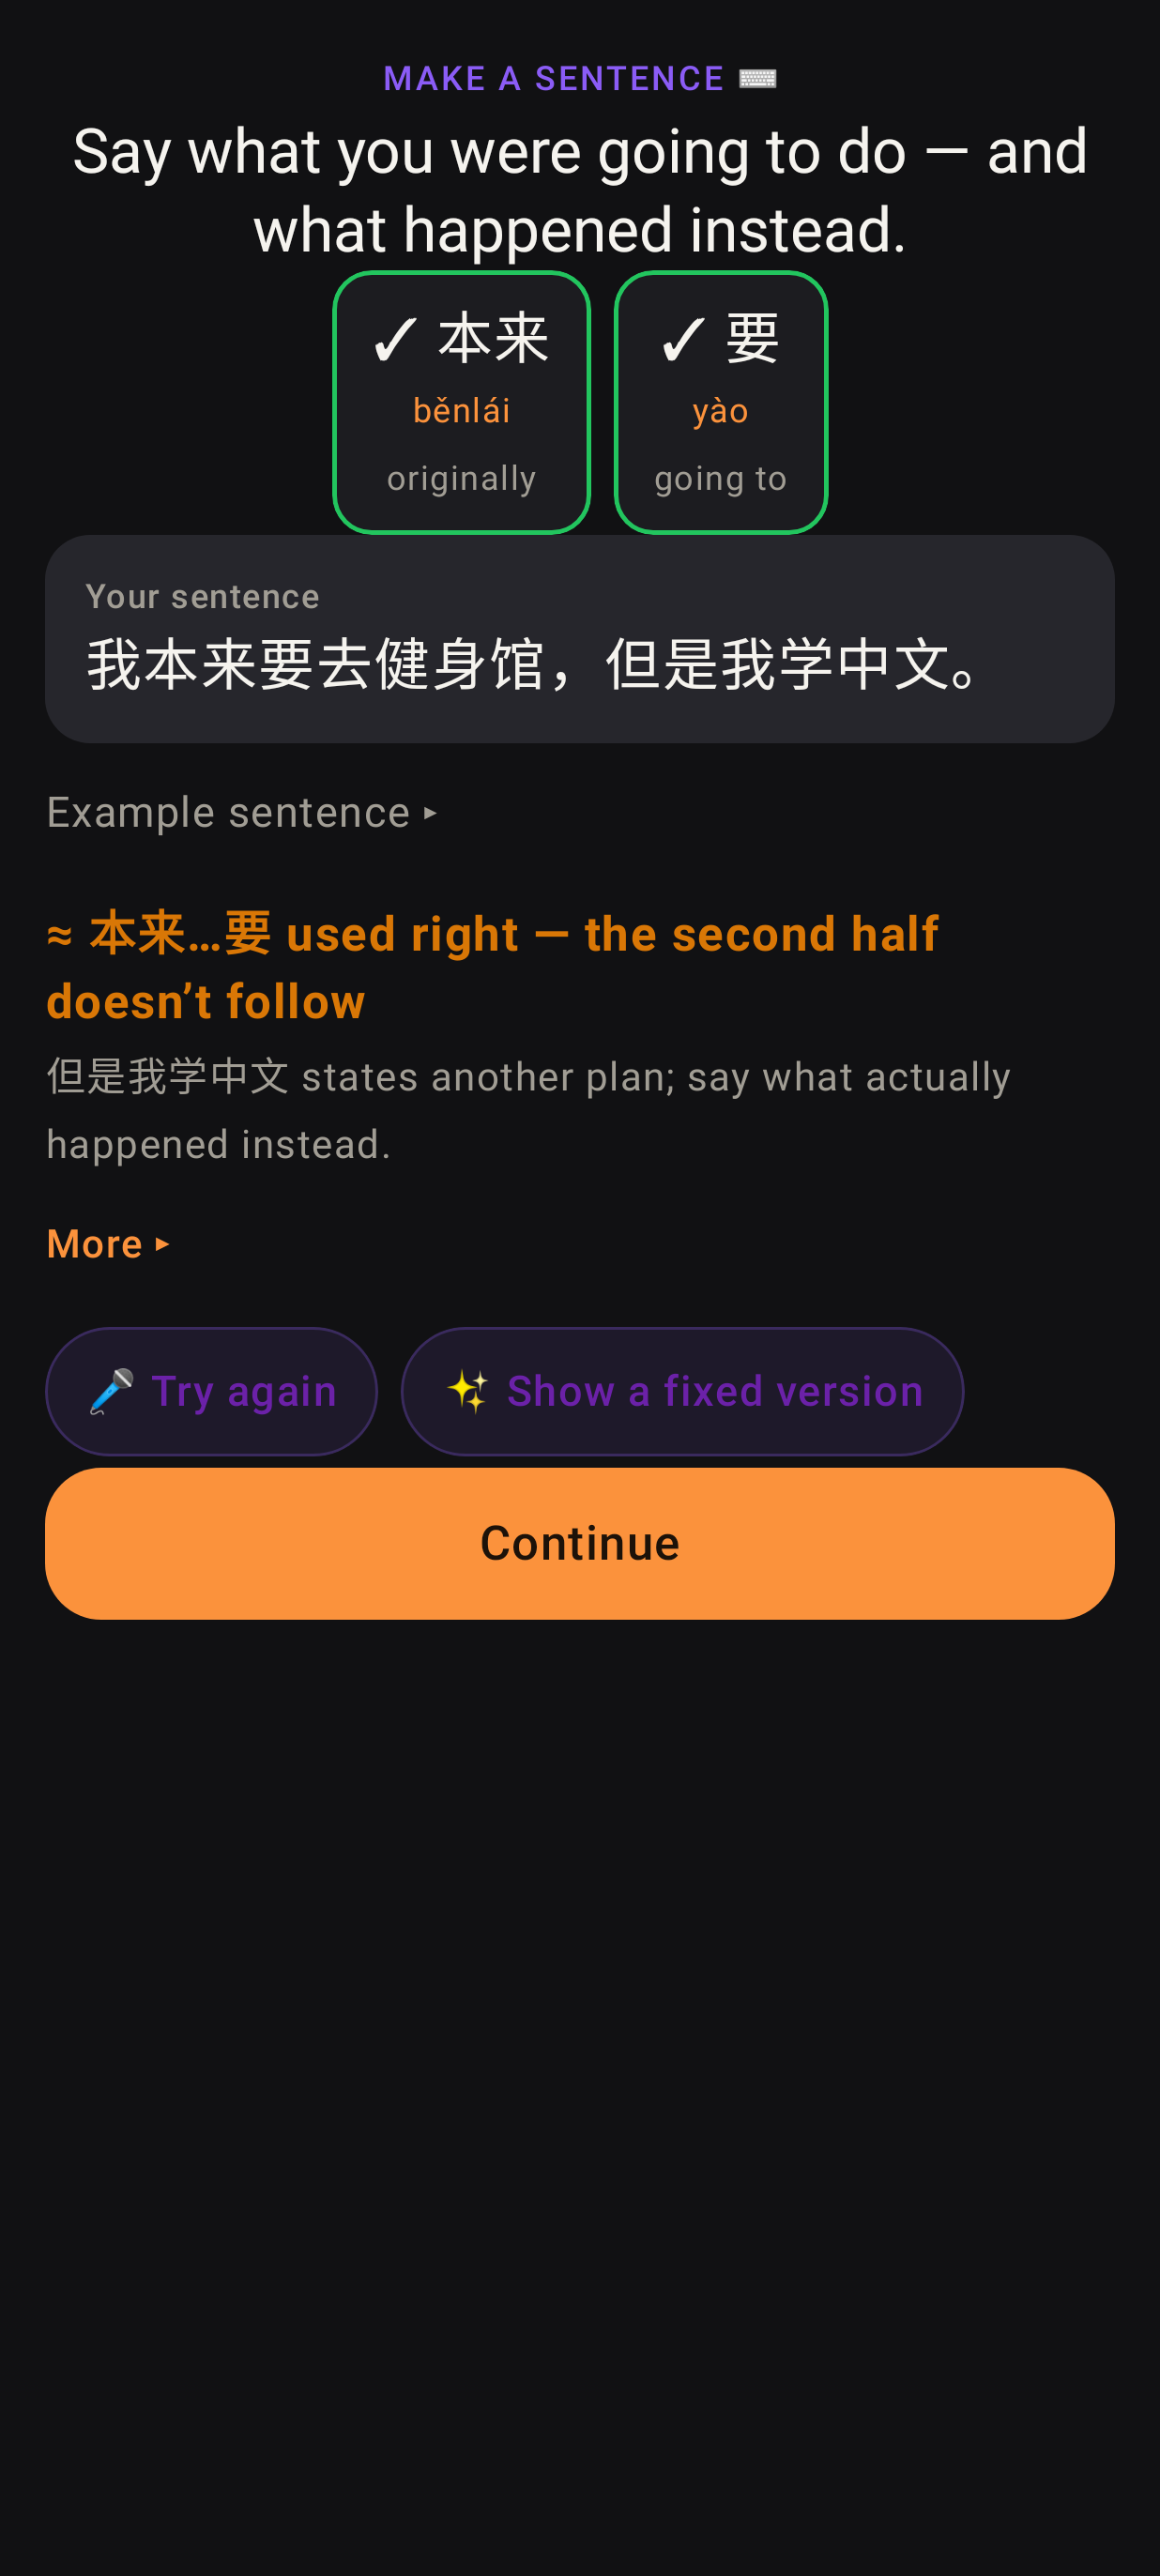 MAKE A SENTENCE ⌨
Say what you were going to do — and
what happened instead.
✓ 本来 ✓ 要
běnlái yào
originally going to
Your sentence
我本来要去健身馆，但是我学中文。
Example sentence ▸
≈ 本来…要 used right — the second half
doesn’t follow
但是我学中文 states another plan; say what actually
happened instead.
More ▸
🎤 Try again ✨ Show a fixed version
Continue